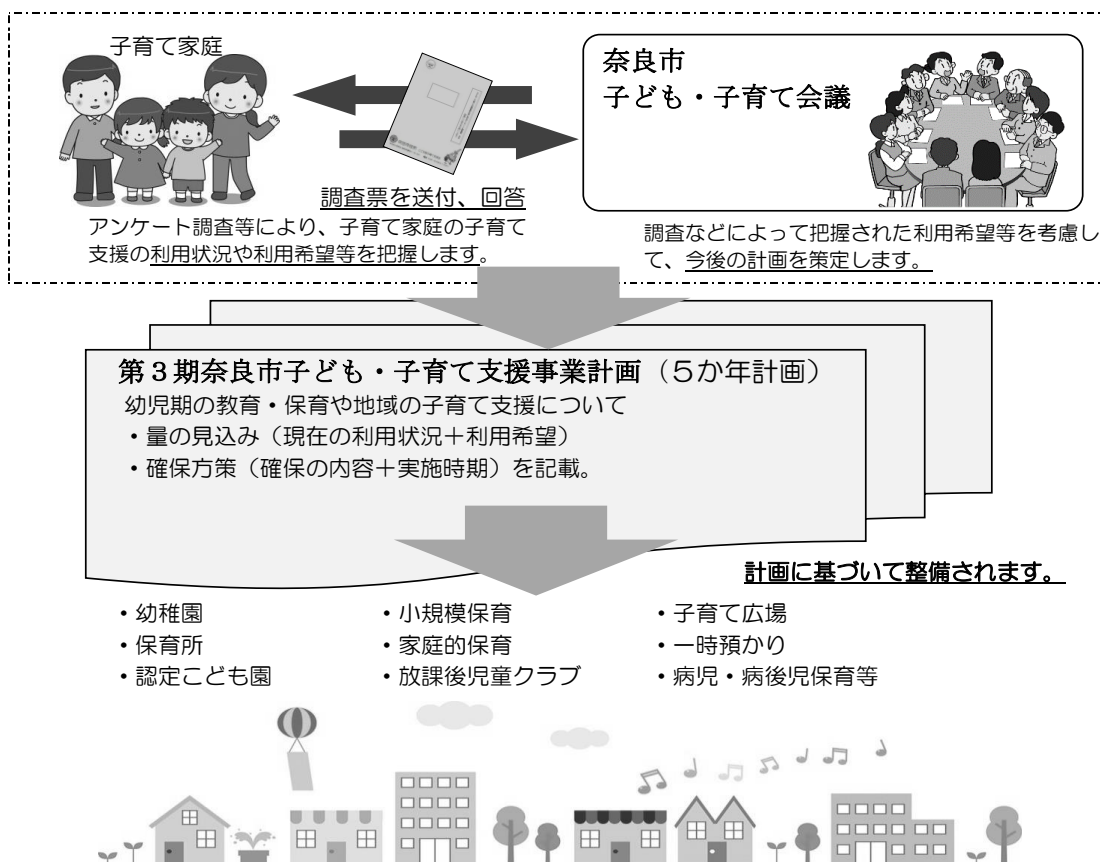 子育て家庭
奈良市
子ども・子育て会議
調査票を送付、回答
アンケート調査等により、子育て家庭の子育て
支援の利用状況や利用希望等を把握します。
調査などによって把握された利用希望等を考慮し
て、今後の計画を策定します。
第３期奈良市子ども・子育て支援事業計画（５か年計画）
幼児期の教育・保育や地域の子育て支援について
・量の見込み（現在の利用状況＋利用希望）
・確保方策（確保の内容＋実施時期）を記載。
計画に基づいて整備されます。
・幼稚園
・保育所
・認定こども園
・小規模保育
・家庭的保育
・放課後児童クラブ
・子育て広場
・一時預かり
・病児・病後児保育等